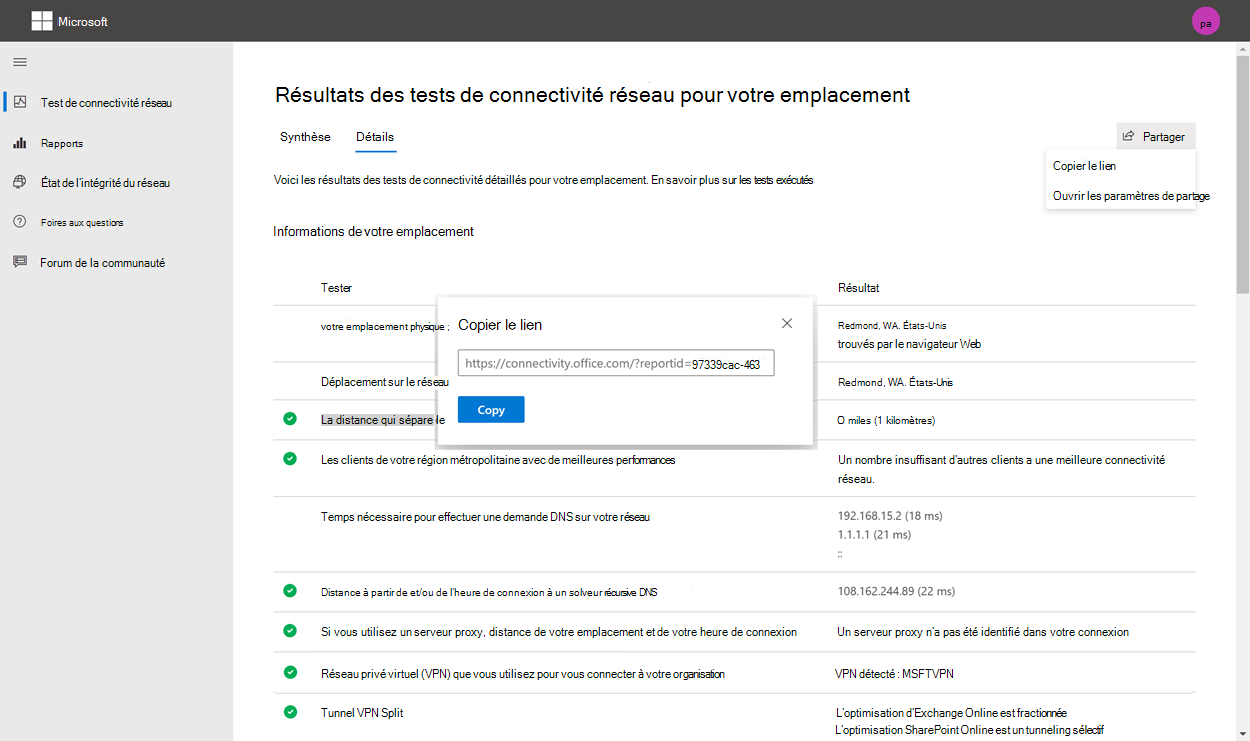 Microsoft
pa
Test de connectivité réseau
Rapports
État de l'intégrité du réseau
Foires aux questions
Forum de la communauté
Résultats des tests de connectivité réseau pour votre emplacement
Synthèse
Détails
Partager
Copier le lien
Ouvrir les paramètres de partage
Voici les résultats des tests de connectivité détaillés pour votre emplacement. En savoir plus sur les tests exécutés
Informations de votre emplacement
Tester
Résultat
votre emplacement physique ;
Redmond, WA. États-Unis
trouvés par le navigateur Web
Copier le lien
https://connectivity.office.com/?reportid=97339cac-463
Copy
Déplacement sur le réseau
Redmond, WA. États-Unis
La distance qui sépare le
0 miles (1 kilomètres)
Les clients de votre région métropolitaine avec de meilleures performances
Un nombre insuffisant d'autres clients a une meilleure connectivité
réseau.
Temps nécessaire pour effectuer une demande DNS sur votre réseau
192.168.15.2 (18 ms)
1.1.1.1 (21 ms)
::
Distance à partir de et/ou de l'heure de connexion à un solveur récursive DNS
108.162.244.89 (22 ms)
Si vous utilisez un serveur proxy, distance de votre emplacement et de votre heure de connexion
Un serveur proxy n'a pas été identifié dans votre connexion
Réseau privé virtuel (VPN) que vous utilisez pour vous connecter à votre organisation
VPN détecté : MSFTVPN
Tunnel VPN Split
L'optimisation d'Exchange Online est fractionnée
L'optimisation SharePoint Online est un tunneling sélectif